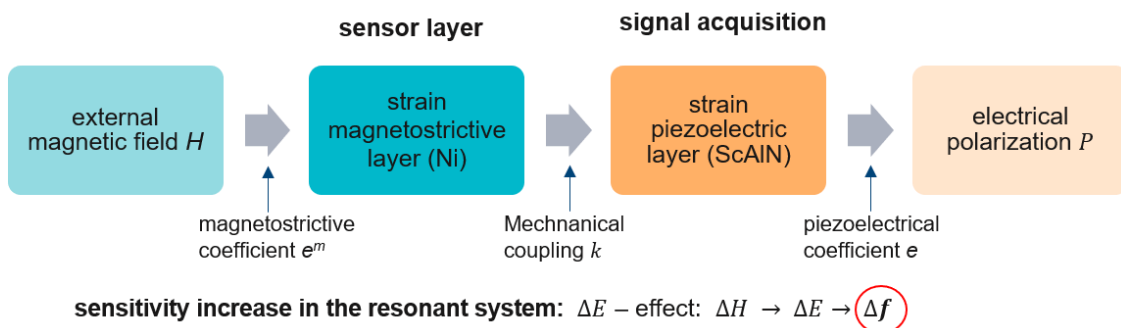 sensor layer
signal acquisition
external
magnetic field H
strain
magnetostrictive
layer (Ni)
strain
piezoelectric
layer (ScAlN)
electrical
polarization P
magnetostrictive
coefficient eᵐ
Mechnanical
coupling k
piezoelectrical
coefficient e
sensitivity increase in the resonant system: ΔE – effect: ΔH → ΔE → Δf